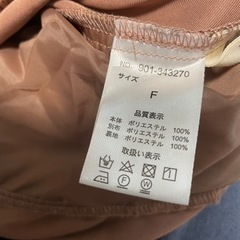 NO. 901-343270
サイズ
F
品質表示
本体 ポリエステル 100%
別布 ポリエステル 100%
裏地 ポリエステル 100%
取扱い表示